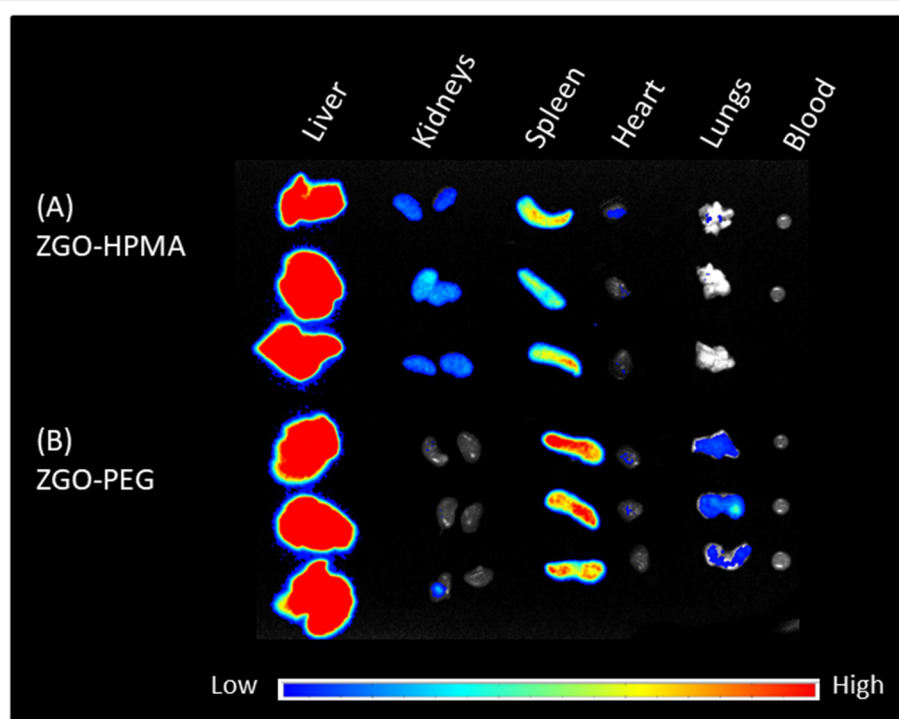 Liver
Kidneys
Spleen
Heart
Lungs
Blood
(A)
ZGO-HPMA
(B)
ZGO-PEG
Low
High